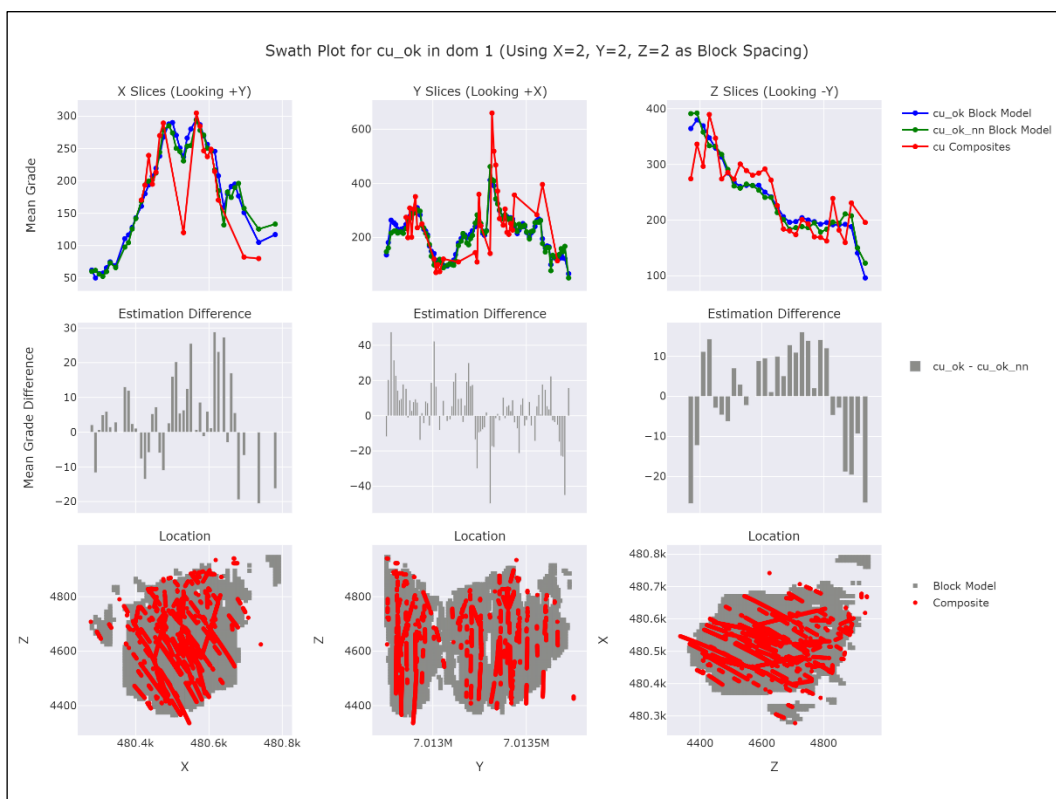 Swath Plot for cu_ok in dom 1 (Using X=2, Y=2, Z=2 as Block Spacing)
X Slices (Looking +Y)
Y Slices (Looking +X)
Z Slices (Looking -Y)
Mean Grade
300
250
200
150
100
50
600
400
200
400
300
200
100
cu_ok Block Model
cu_ok_nn Block Model
cu Composites
Estimation Difference
Estimation Difference
Estimation Difference
Mean Grade Difference
30
20
10
0
−10
−20
40
20
0
−20
−40
10
0
−10
−20
cu_ok - cu_ok_nn
Location
Location
Location
Z
4800
4600
4400
480.4k
480.6k
480.8k
X
Z
4800
4600
4400
7.013M
7.0135M
Y
X
480.8k
480.7k
480.6k
480.5k
480.4k
480.3k
4400
4600
4800
Z
Block Model
Composite